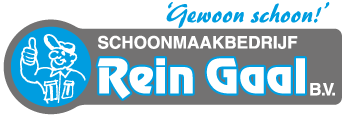 ‘Gewoon schoon!’
SCHOONMAAKBEDRIJF
Rein Gaal B.V.